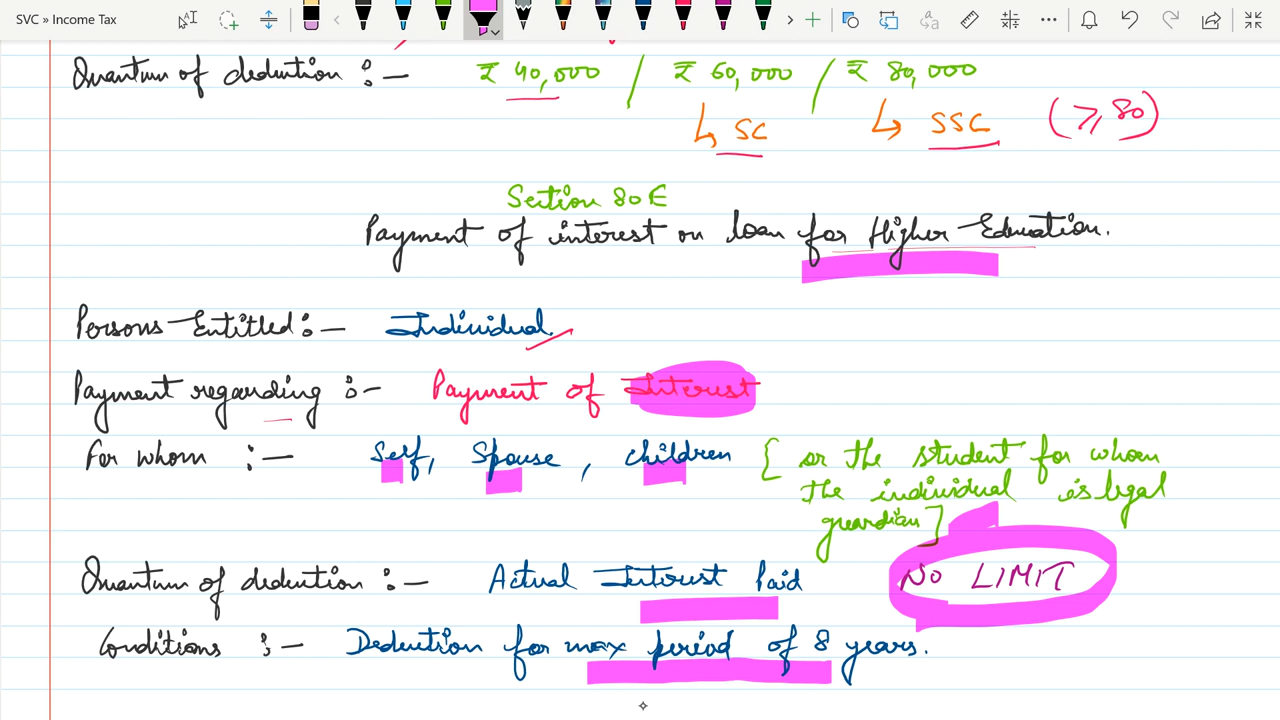 SVC » Income Tax
Quantum of dedution :- ₹ 40,000 / ₹ 60,000 / ₹ 80,000
↳ SC ↳ SSC (≥, 80)
Section 80E
Payment of interest on loan for Higher Education.
Persons Entitled :- Individual.
Payment regarding :- Payment of Interest
For whom :- Self, Spouse, children [ or the student for whom
the individual is legal
guardian ]
Quantum of dedution :- Actual Interest Paid NO LIMIT
Conditions :- Dedution for max period of 8 years.